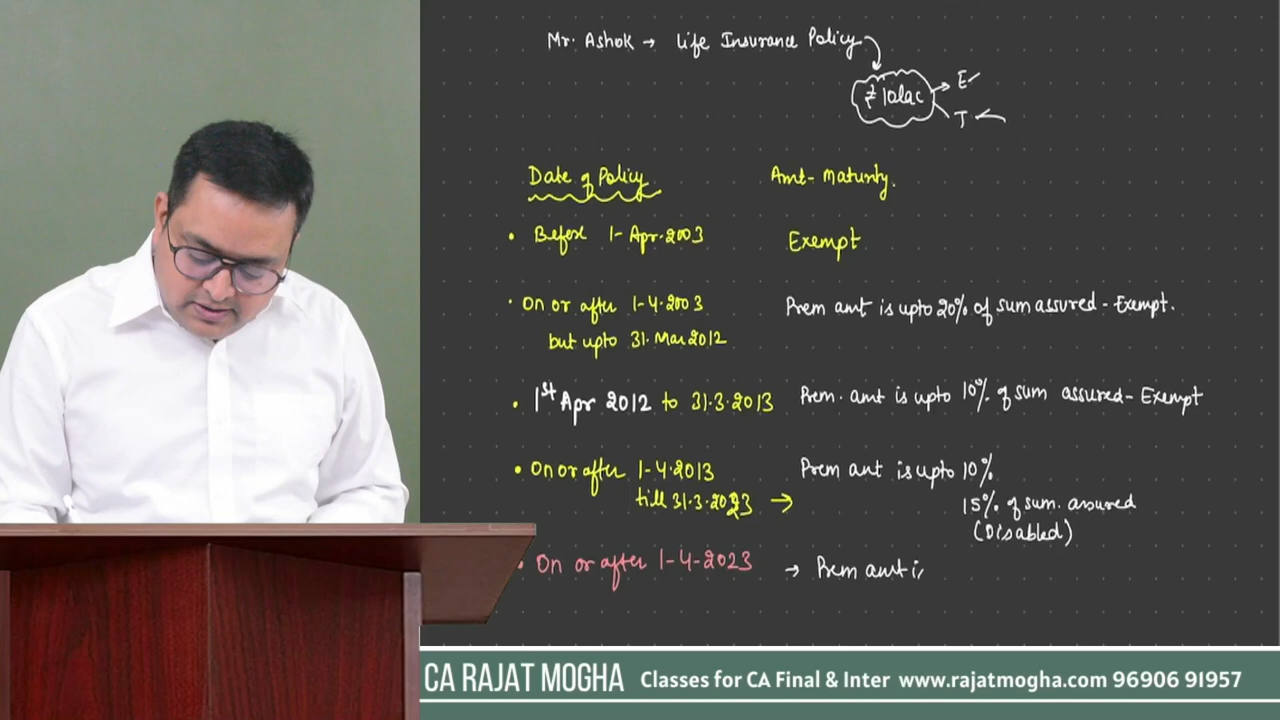 Mr. Ashok → Life Insurance Policy
₹ 10lac
E✓
T
Date of Policy
Amt- Maturity.
• Before 1-Apr-2003
Exempt
• On or after 1-4-2003
but upto 31. Mar 2012
Prem amt is upto 20% of sum assured - Exempt.
• 1st Apr 2012 to 31.3.2013
Prem. amt is upto 10% of sum assured - Exempt
• On or after 1-4-2013
till 31-3-2023 →
Prem amt is upto 10%
15% of sum. assured
(Disabled)
• On or after 1-4-2023 → Prem amt i
CA RAJAT MOGHA Classes for CA Final & Inter www.rajatmogha.com 96906 91957